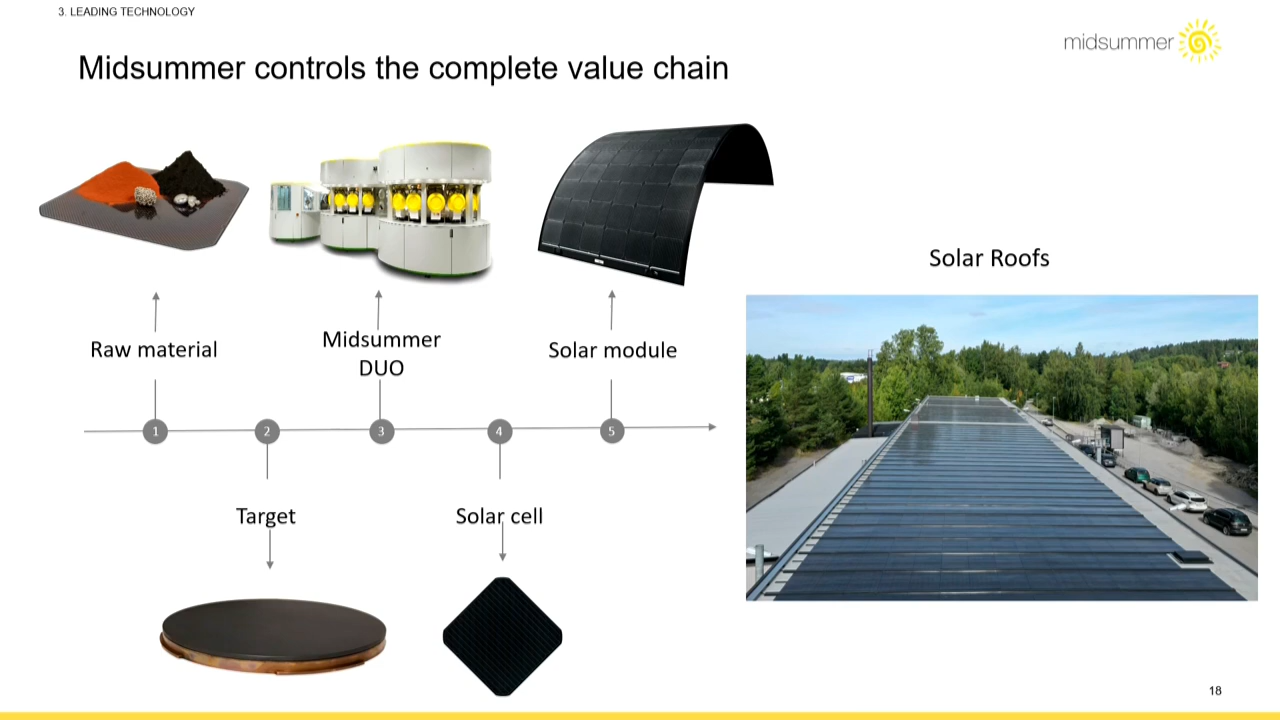 3. LEADING TECHNOLOGY
midsummer
Midsummer controls the complete value chain
Solar Roofs
Raw material
Midsummer
DUO
Solar module
1
2
3
4
5
Target
Solar cell
18